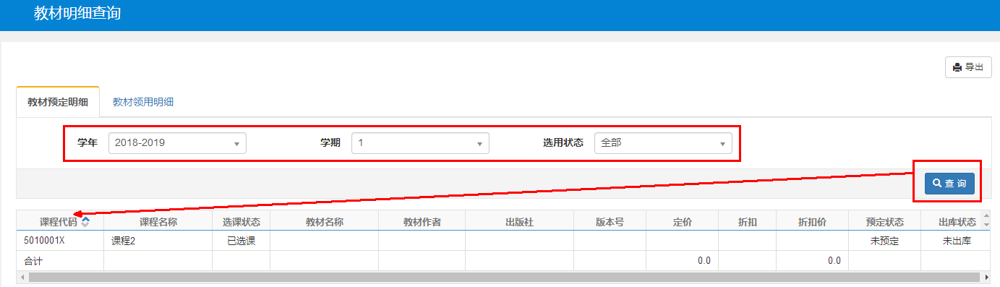 教材明细查询
导出
教材预定明细 教材领用明细
学年 2018-2019 学期 1 选用状态 全部
查 询
课程代码 课程名称 选课状态 教材名称 教材作者 出版社 版本号 定价 折扣 折扣价 预定状态 出库状态
5010001X 课程2 已选课 未预定 未出库
合计 0.0 0.0